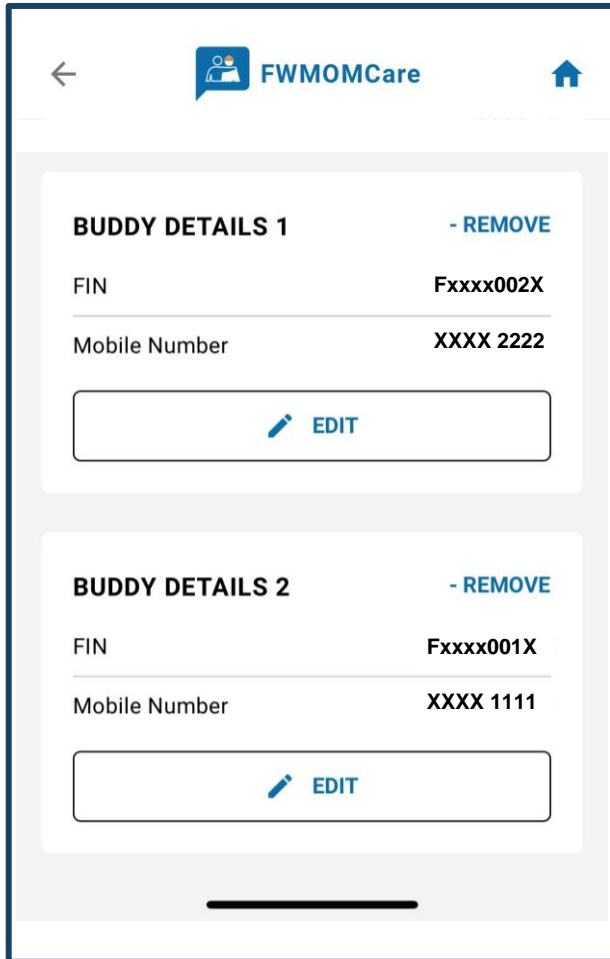 FWMOMCare
BUDDY DETAILS 1 - REMOVE
FIN Fxxxx002X
Mobile Number XXXX 2222
EDIT
BUDDY DETAILS 2 - REMOVE
FIN Fxxxx001X
Mobile Number XXXX 1111
EDIT